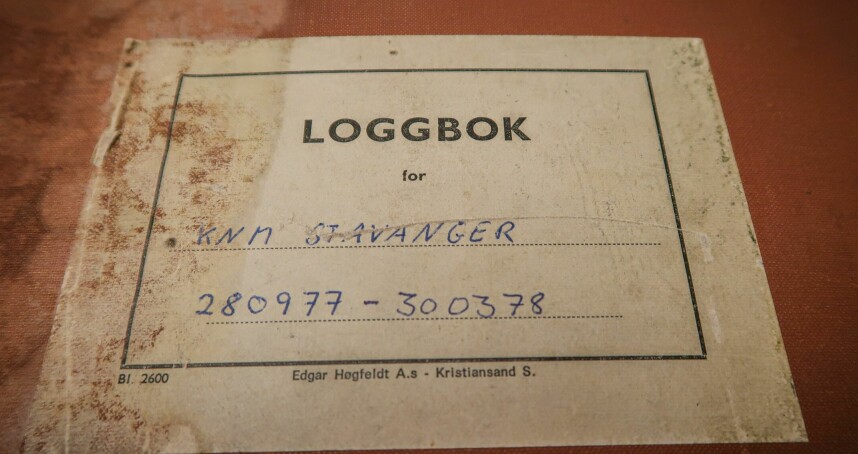 LOGGBOK
for
KNM STAVANGER
280977 - 300378
Bl. 2600
Edgar Høgfeldt A.s - Kristiansand S.